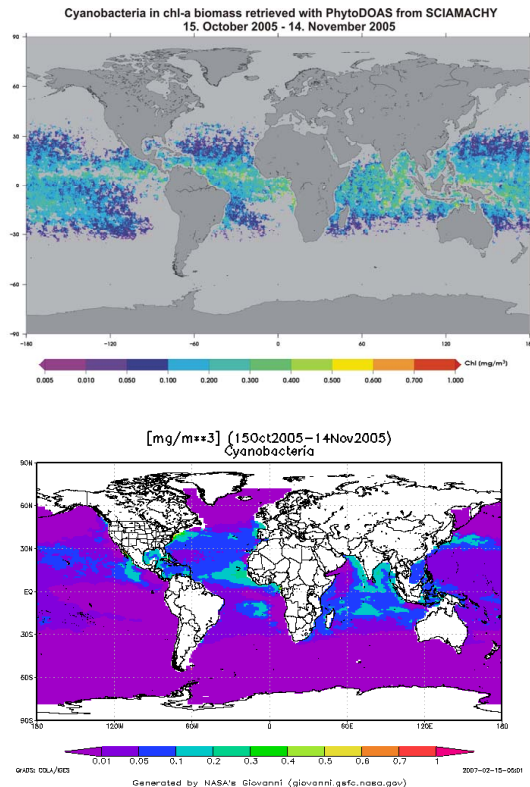 Cyanobacteria in chl-a biomass retrieved with PhytoDOAS from SCIAMACHY
15. October 2005 - 14. November 2005
90
60
30
0
-30
-60
-90
-180 -120 -60 0 60 120 180
Chl (mg/m³)
0.005 0.010 0.050 0.100 0.200 0.300 0.400 0.500 0.600 0.700 1.000
[mg/m**3] (15Oct2005-14Nov2005)
Cyanobacteria
90N
60N
30N
EQ
30S
60S
90S
180 120W 60W 0 60E 120E 180
0.01 0.05 0.1 0.2 0.3 0.4 0.5 0.6 0.7 1
GrADS: COLA/IGES 2007-02-15-05:01
Generated by NASA's Giovanni (giovanni.gsfc.nasa.gov)